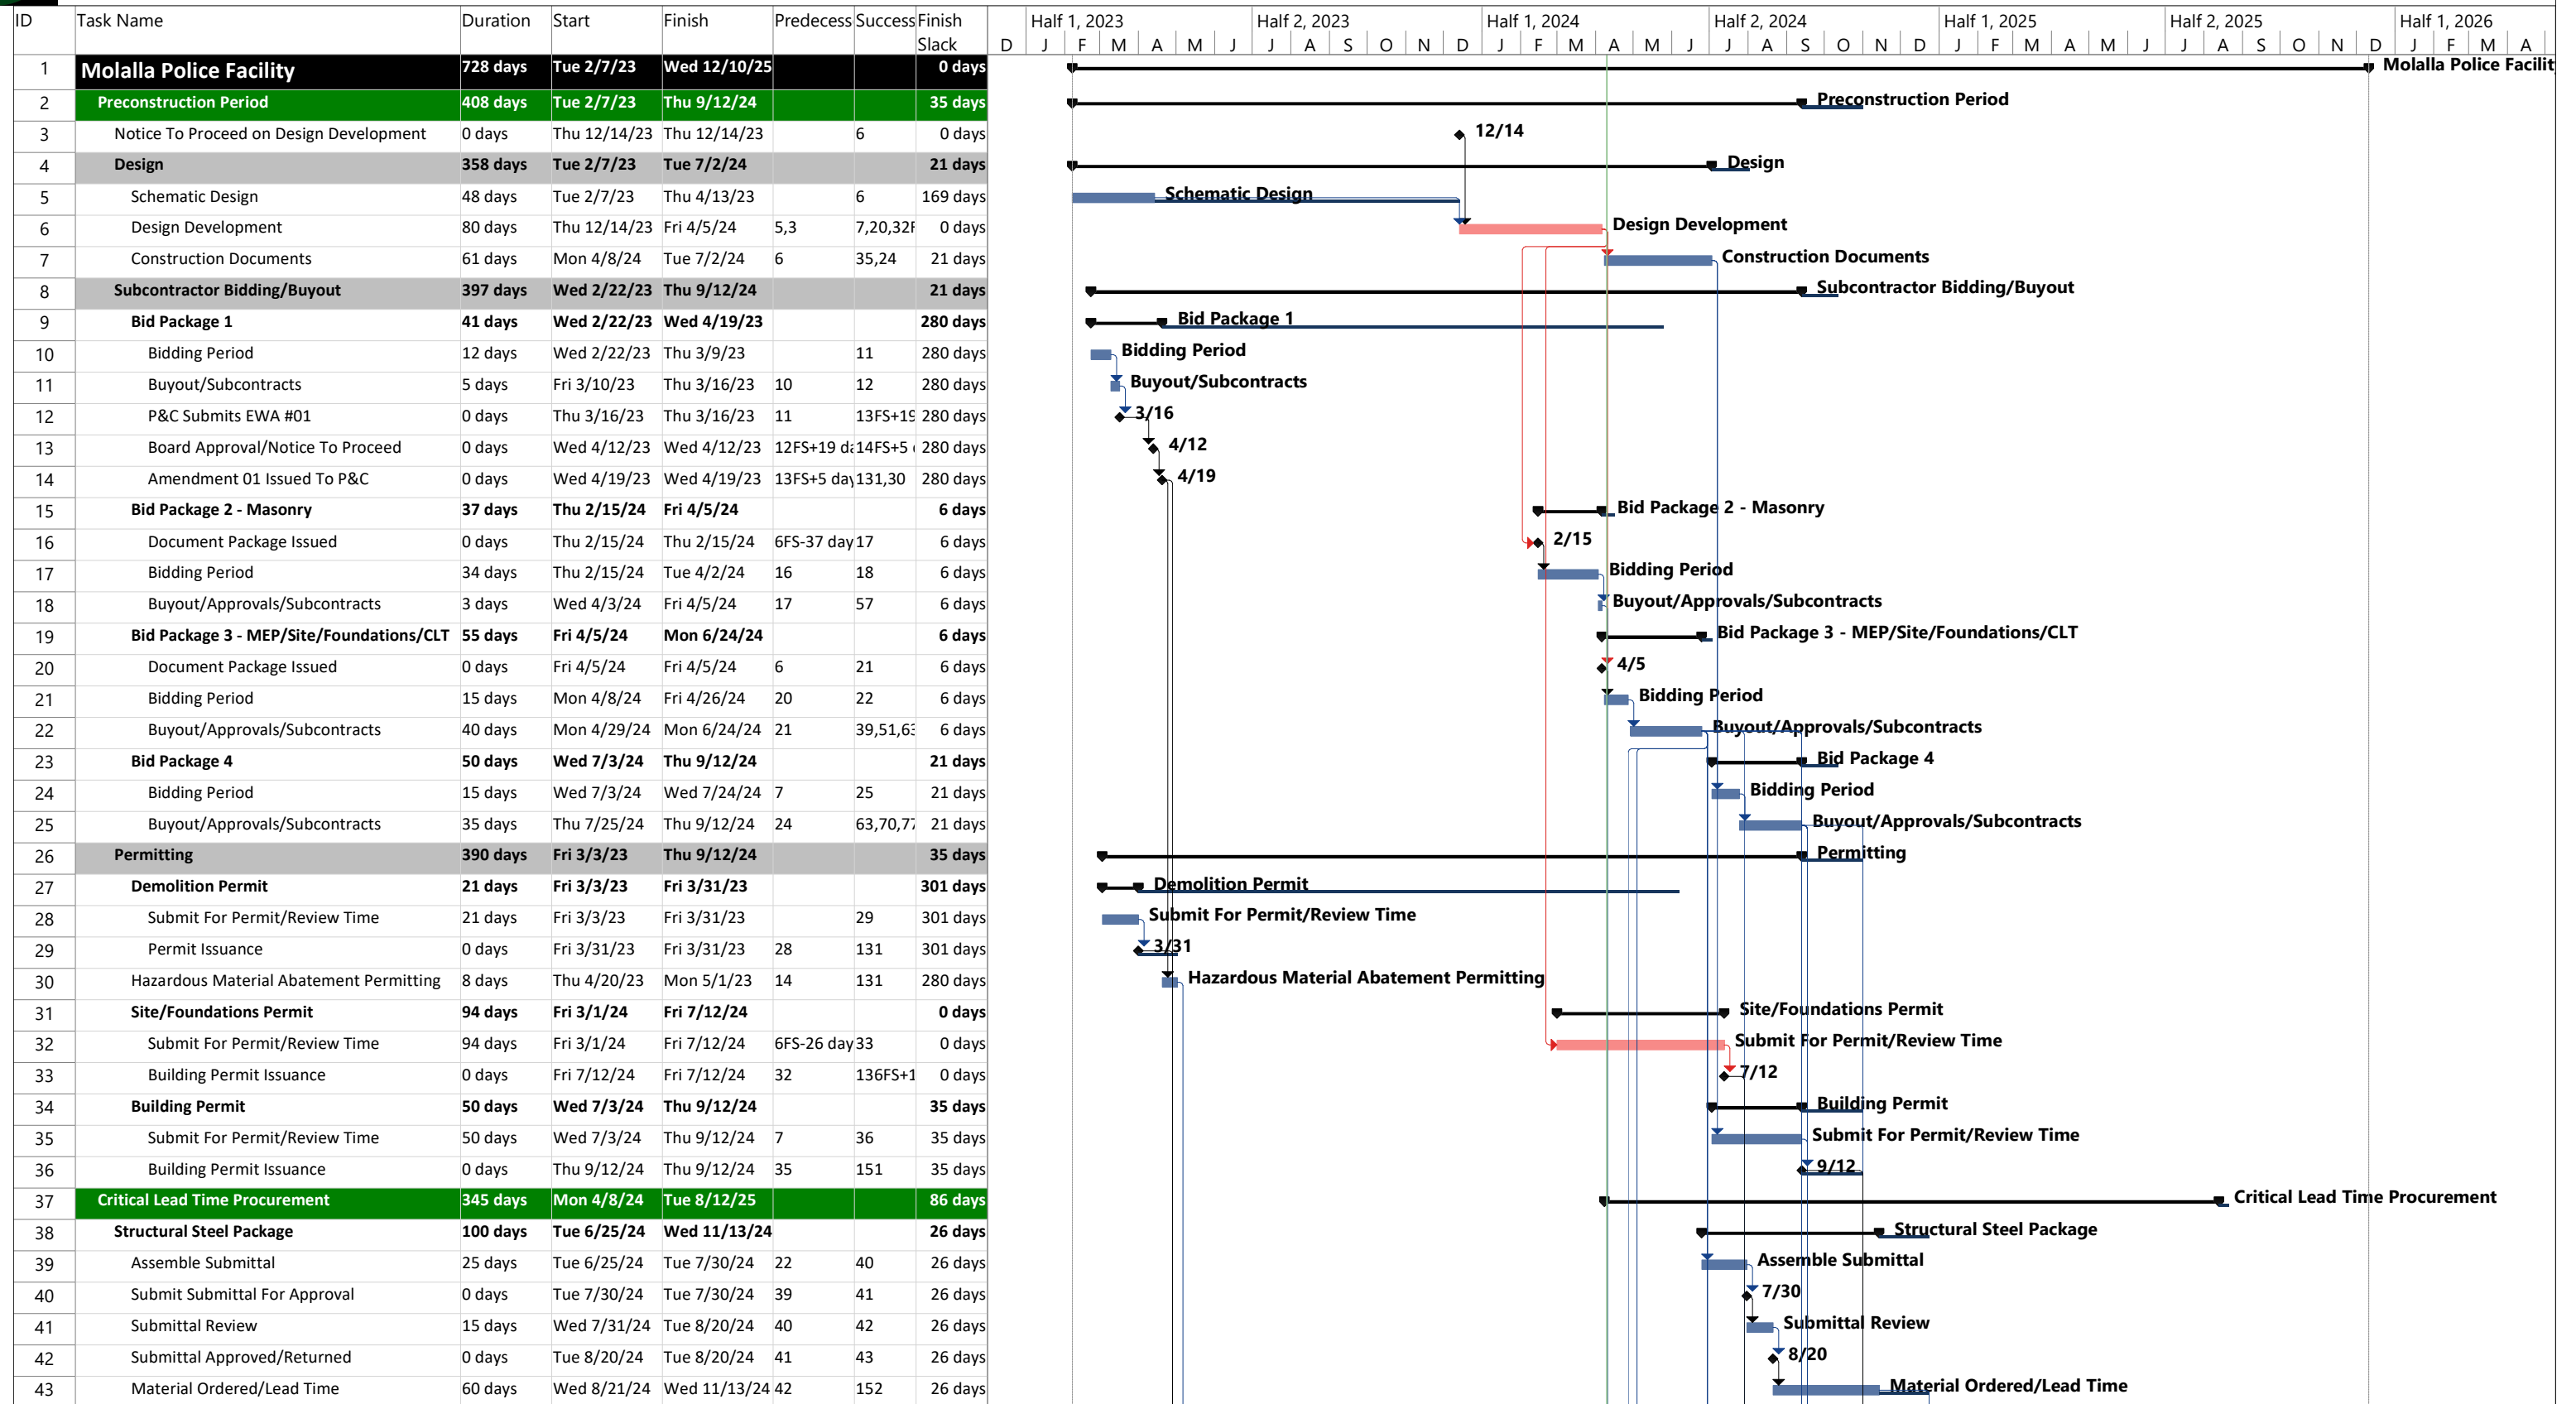 ID Task Name Duration Start Finish Predecess Success Finish Slack Half 1, 2023 Half 2, 2023 Half 1, 2024 Half 2, 2024 Half 1, 2025 Half 2, 2025 Half 1, 2026
D J F M A M J J A S O N D J F M A M J J A S O N D J F M A M J J A S O N D J F M A
1 Molalla Police Facility 728 days Tue 2/7/23 Wed 12/10/25 0 days Molalla Police Facilit
2 Preconstruction Period 408 days Tue 2/7/23 Thu 9/12/24 35 days Preconstruction Period
3 Notice To Proceed on Design Development 0 days Thu 12/14/23 Thu 12/14/23 6 0 days 12/14
4 Design 358 days Tue 2/7/23 Tue 7/2/24 21 days Design
5 Schematic Design 48 days Tue 2/7/23 Thu 4/13/23 6 169 days Schematic Design
6 Design Development 80 days Thu 12/14/23 Fri 4/5/24 5,3 7,20,32F 0 days Design Development
7 Construction Documents 61 days Mon 4/8/24 Tue 7/2/24 6 35,24 21 days Construction Documents
8 Subcontractor Bidding/Buyout 397 days Wed 2/22/23 Thu 9/12/24 21 days Subcontractor Bidding/Buyout
9 Bid Package 1 41 days Wed 2/22/23 Wed 4/19/23 280 days Bid Package 1
10 Bidding Period 12 days Wed 2/22/23 Thu 3/9/23 11 280 days Bidding Period
11 Buyout/Subcontracts 5 days Fri 3/10/23 Thu 3/16/23 10 12 280 days Buyout/Subcontracts
12 P&C Submits EWA #01 0 days Thu 3/16/23 Thu 3/16/23 11 13FS+19 280 days 3/16
13 Board Approval/Notice To Proceed 0 days Wed 4/12/23 Wed 4/12/23 12FS+19 da 14FS+5 280 days 4/12
14 Amendment 01 Issued To P&C 0 days Wed 4/19/23 Wed 4/19/23 13FS+5 day 131,30 280 days 4/19
15 Bid Package 2 - Masonry 37 days Thu 2/15/24 Fri 4/5/24 6 days Bid Package 2 - Masonry
16 Document Package Issued 0 days Thu 2/15/24 Thu 2/15/24 6FS-37 day 17 6 days 2/15
17 Bidding Period 34 days Thu 2/15/24 Tue 4/2/24 16 18 6 days Bidding Period
18 Buyout/Approvals/Subcontracts 3 days Wed 4/3/24 Fri 4/5/24 17 57 6 days Buyout/Approvals/Subcontracts
19 Bid Package 3 - MEP/Site/Foundations/CLT 55 days Fri 4/5/24 Mon 6/24/24 6 days Bid Package 3 - MEP/Site/Foundations/CLT
20 Document Package Issued 0 days Fri 4/5/24 Fri 4/5/24 6 21 6 days 4/5
21 Bidding Period 15 days Mon 4/8/24 Fri 4/26/24 20 22 6 days Bidding Period
22 Buyout/Approvals/Subcontracts 40 days Mon 4/29/24 Mon 6/24/24 21 39,51,63 6 days Buyout/Approvals/Subcontracts
23 Bid Package 4 50 days Wed 7/3/24 Thu 9/12/24 21 days Bid Package 4
24 Bidding Period 15 days Wed 7/3/24 Wed 7/24/24 7 25 21 days Bidding Period
25 Buyout/Approvals/Subcontracts 35 days Thu 7/25/24 Thu 9/12/24 24 63,70,77 21 days Buyout/Approvals/Subcontracts
26 Permitting 390 days Fri 3/3/23 Thu 9/12/24 35 days Permitting
27 Demolition Permit 21 days Fri 3/3/23 Fri 3/31/23 301 days Demolition Permit
28 Submit For Permit/Review Time 21 days Fri 3/3/23 Fri 3/31/23 29 301 days Submit For Permit/Review Time
29 Permit Issuance 0 days Fri 3/31/23 Fri 3/31/23 28 131 301 days 3/31
30 Hazardous Material Abatement Permitting 8 days Thu 4/20/23 Mon 5/1/23 14 131 280 days Hazardous Material Abatement Permitting
31 Site/Foundations Permit 94 days Fri 3/1/24 Fri 7/12/24 0 days Site/Foundations Permit
32 Submit For Permit/Review Time 94 days Fri 3/1/24 Fri 7/12/24 6FS-26 day 33 0 days Submit For Permit/Review Time
33 Building Permit Issuance 0 days Fri 7/12/24 Fri 7/12/24 32 136FS+1 0 days 7/12
34 Building Permit 50 days Wed 7/3/24 Thu 9/12/24 35 days Building Permit
35 Submit For Permit/Review Time 50 days Wed 7/3/24 Thu 9/12/24 7 36 35 days Submit For Permit/Review Time
36 Building Permit Issuance 0 days Thu 9/12/24 Thu 9/12/24 35 151 35 days 9/12
37 Critical Lead Time Procurement 345 days Mon 4/8/24 Tue 8/12/25 86 days Critical Lead Time Procurement
38 Structural Steel Package 100 days Tue 6/25/24 Wed 11/13/24 26 days Structural Steel Package
39 Assemble Submittal 25 days Tue 6/25/24 Tue 7/30/24 22 40 26 days Assemble Submittal
40 Submit Submittal For Approval 0 days Tue 7/30/24 Tue 7/30/24 39 41 26 days 7/30
41 Submittal Review 15 days Wed 7/31/24 Tue 8/20/24 40 42 26 days Submittal Review
42 Submittal Approved/Returned 0 days Tue 8/20/24 Tue 8/20/24 41 43 26 days 8/20
43 Material Ordered/Lead Time 60 days Wed 8/21/24 Wed 11/13/24 42 152 26 days Material Ordered/Lead Time